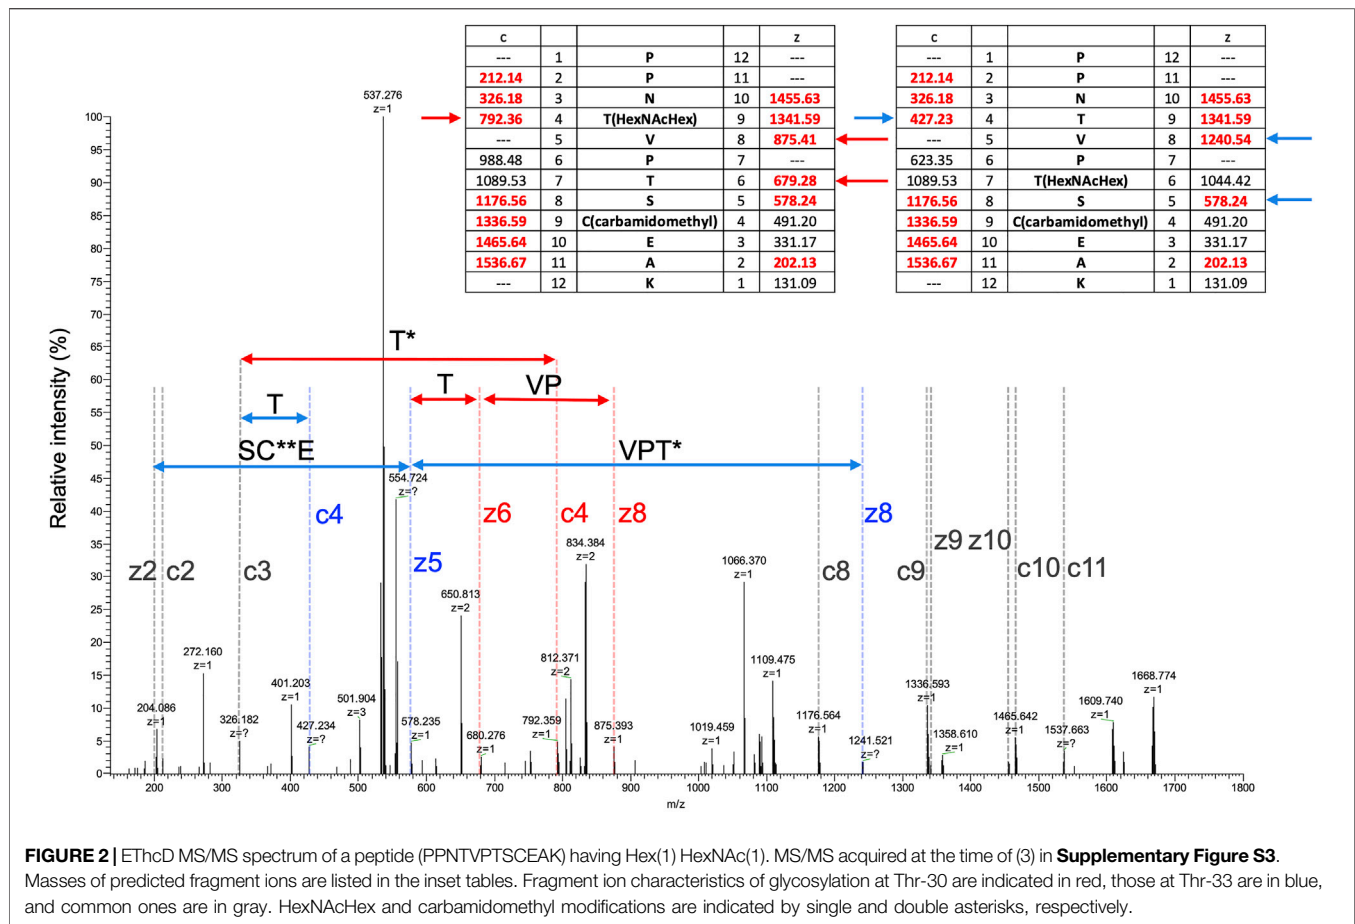 c z
--- 1 P 12 ---
212.14 2 P 11 ---
326.18 3 N 10 1455.63
792.36 4 T(HexNAcHex) 9 1341.59
--- 5 V 8 875.41
988.48 6 P 7 ---
1089.53 7 T 6 679.28
1176.56 8 S 5 578.24
1336.59 9 C(carbamidomethyl) 4 491.20
1465.64 10 E 3 331.17
1536.67 11 A 2 202.13
--- 12 K 1 131.09
c z
--- 1 P 12 ---
212.14 2 P 11 ---
326.18 3 N 10 1455.63
427.23 4 T 9 1341.59
--- 5 V 8 1240.54
623.35 6 P 7 ---
1089.53 7 T(HexNAcHex) 6 1044.42
1176.56 8 S 5 578.24
1336.59 9 C(carbamidomethyl) 4 491.20
1465.64 10 E 3 331.17
1536.67 11 A 2 202.13
--- 12 K 1 131.09
Relative intensity (%)
100
95
90
85
80
75
70
65
60
55
50
45
40
35
30
25
20
15
10
5
0
537.276
z=1
T*
T VP
T
SC**E VPT*
554.724
z=?
c4 z6 c4 z8 z8
z2 c2 c3 z5 c8 c9 z9 z10 c10 c11
834.384
z=2
1066.370
z=1
650.813
z=2
272.160
z=1
812.371
z=2
1109.475
z=1
401.203
z=1
501.904
z=3
204.086
z=1
326.182
z=?
427.234
z=?
578.235
z=1
680.276
z=1
792.359
z=1
875.393
z=1
1019.459
z=1
1176.564
z=1
1241.521
z=?
1336.593
z=1
1358.610
z=1
1465.642
z=1
1537.663
z=?
1609.740
z=1
1668.774
z=1
200 300 400 500 600 700 800 900 1000 1100 1200 1300 1400 1500 1600 1700 1800
m/z
FIGURE 2 | EThcD MS/MS spectrum of a peptide (PPNTVPTSCEAK) having Hex(1) HexNAc(1). MS/MS acquired at the time of (3) in Supplementary Figure S3.
Masses of predicted fragment ions are listed in the inset tables. Fragment ion characteristics of glycosylation at Thr-30 are indicated in red, those at Thr-33 are in blue,
and common ones are in gray. HexNAcHex and carbamidomethyl modifications are indicated by single and double asterisks, respectively.